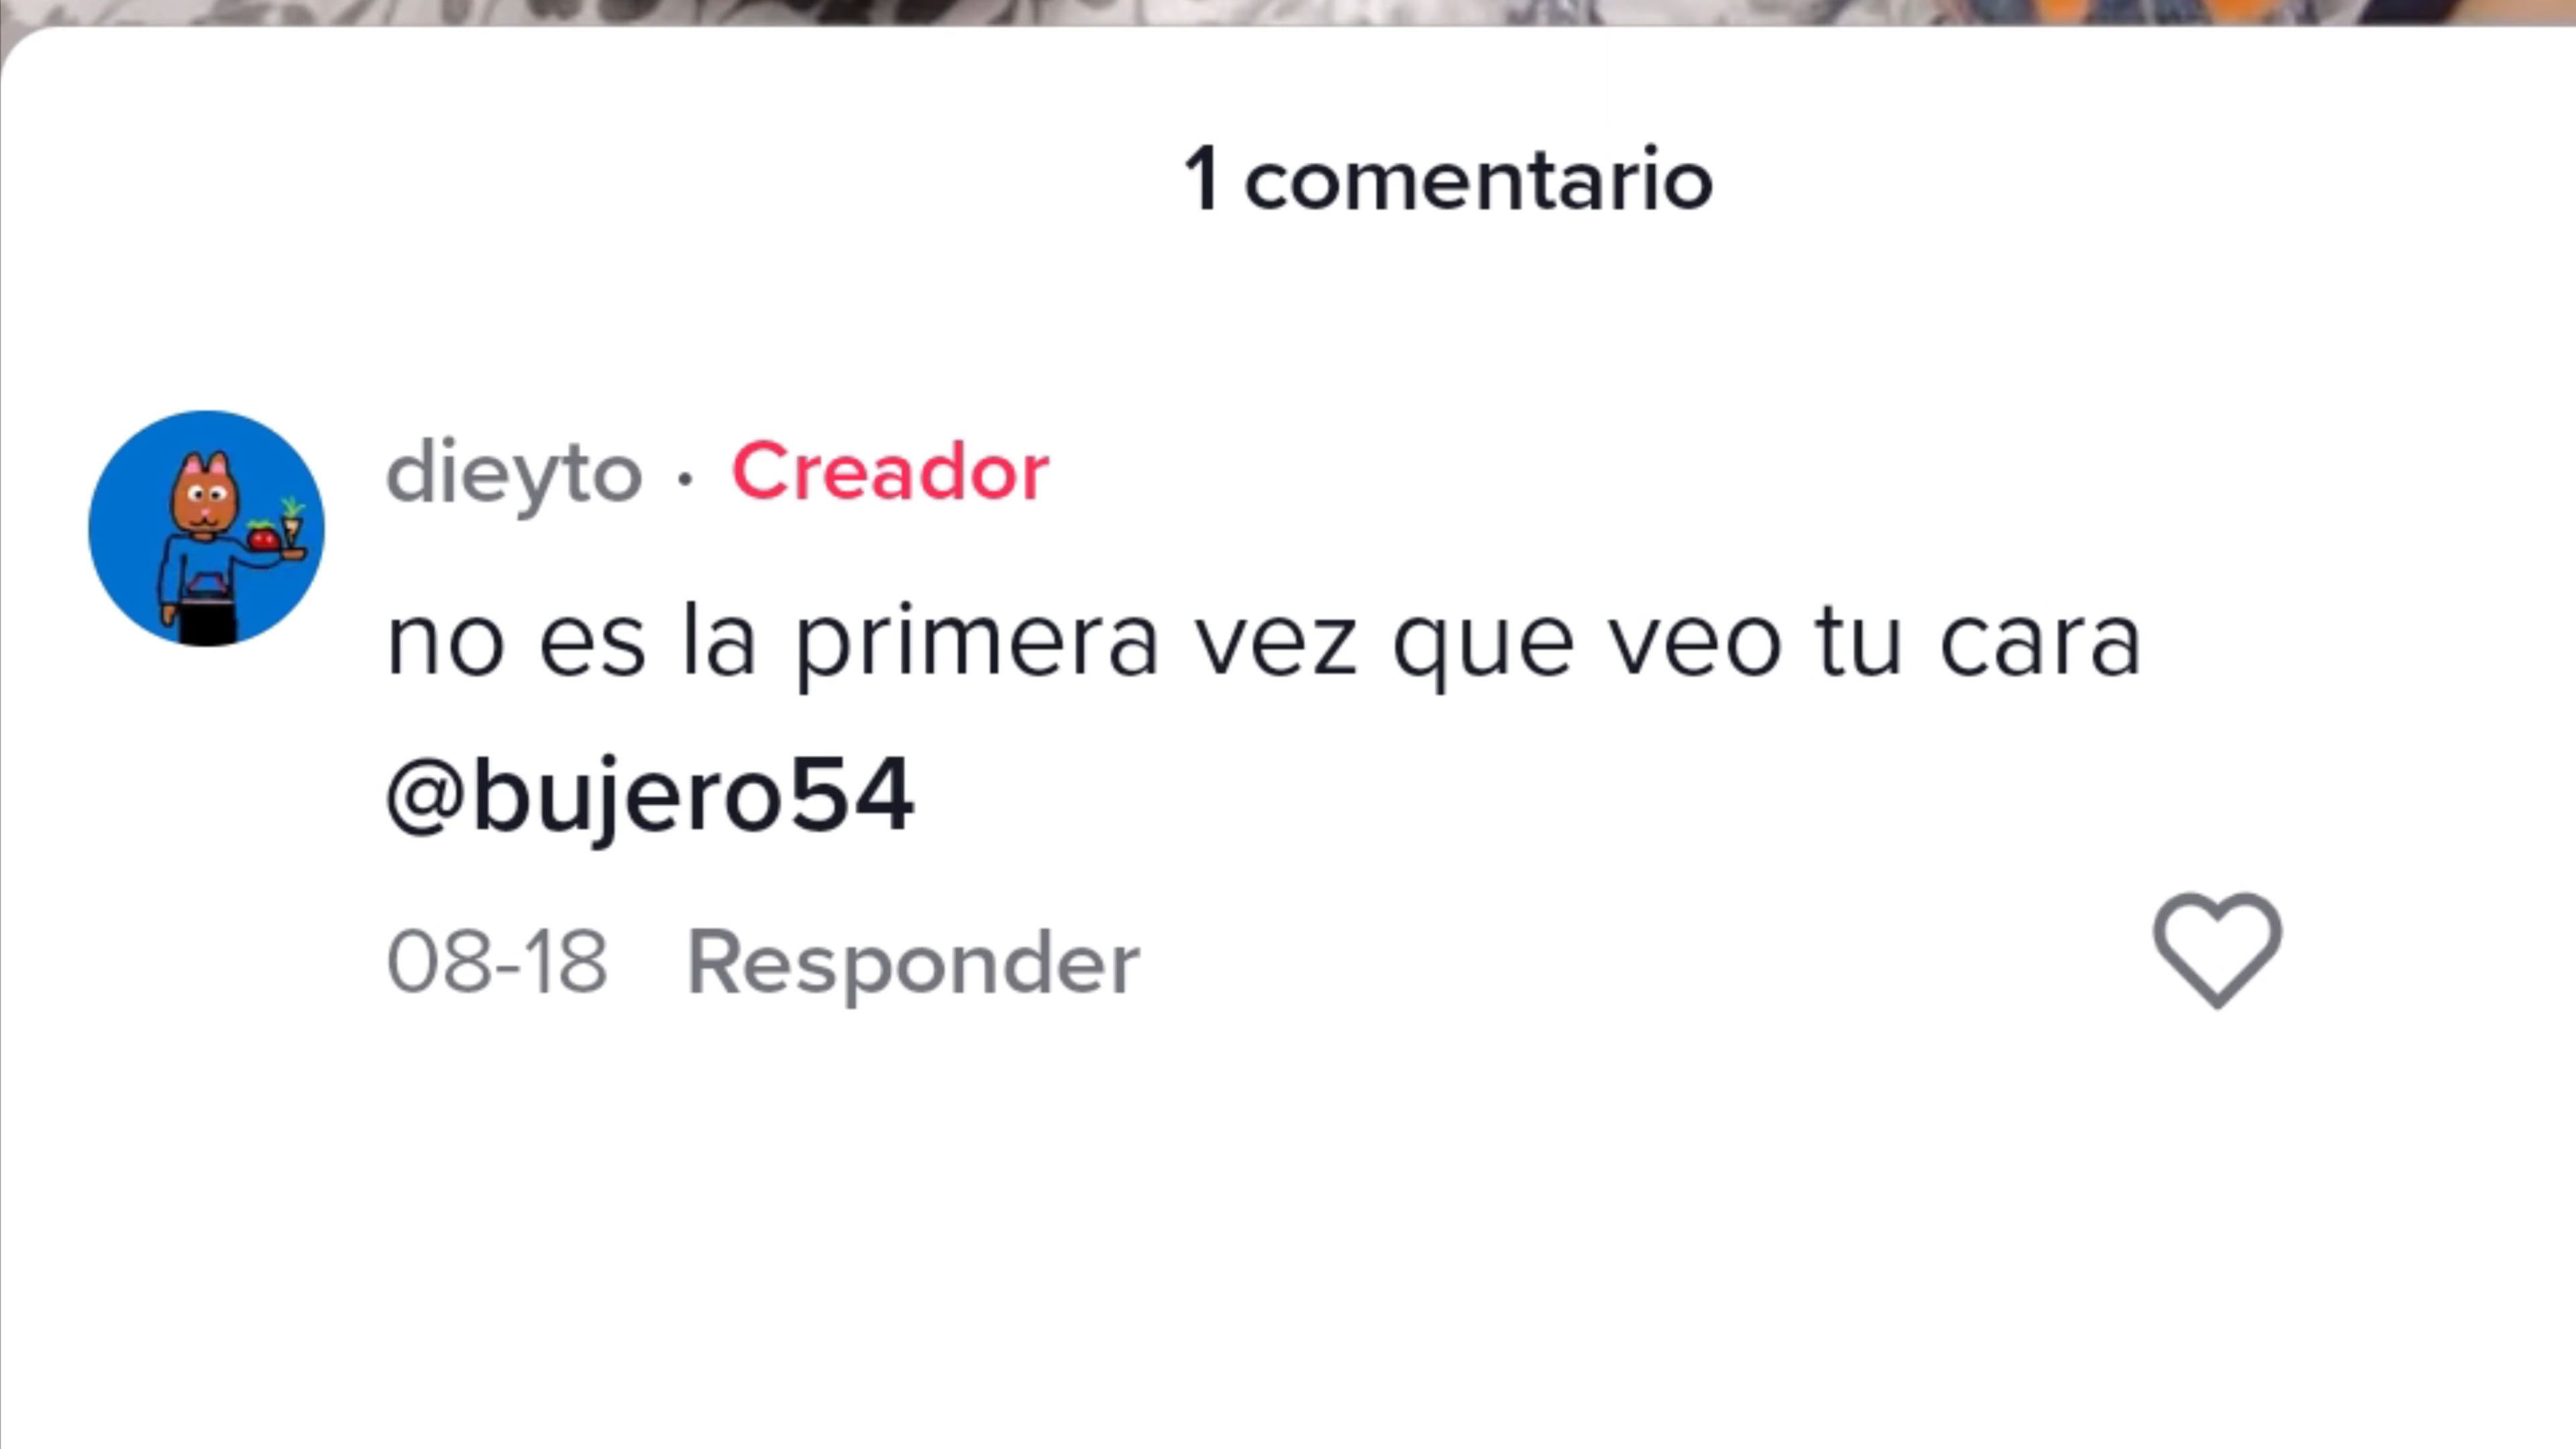 1 comentario
dieyto · Creador
no es la primera vez que veo tu cara
@bujero54
08-18 Responder